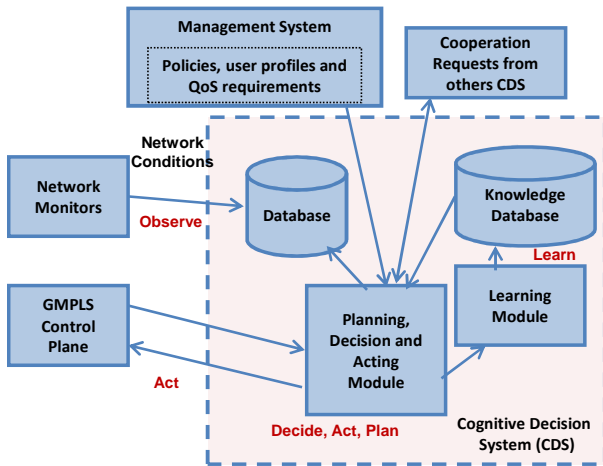 Management System
Policies, user profiles and
QoS requirements
Cooperation
Requests from
others CDS
Network
Conditions
Network
Monitors
Observe
Database
Knowledge
Database
Learn
GMPLS
Control
Plane
Planning,
Decision and
Acting
Module
Learning
Module
Act
Decide, Act, Plan
Cognitive Decision
System (CDS)